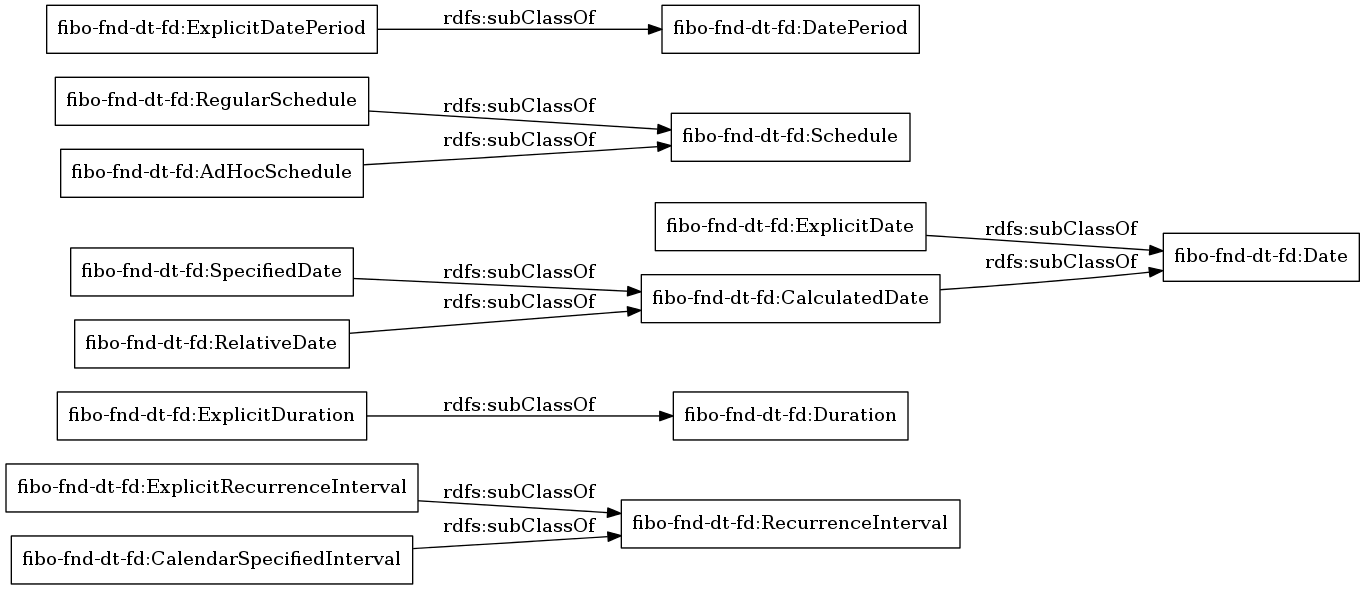 fibo-fnd-dt-fd:ExplicitDatePeriod
rdfs:subClassOf
fibo-fnd-dt-fd:DatePeriod
fibo-fnd-dt-fd:RegularSchedule
rdfs:subClassOf
fibo-fnd-dt-fd:Schedule
fibo-fnd-dt-fd:AdHocSchedule
rdfs:subClassOf
fibo-fnd-dt-fd:ExplicitDate
rdfs:subClassOf
fibo-fnd-dt-fd:Date
fibo-fnd-dt-fd:SpecifiedDate
rdfs:subClassOf
fibo-fnd-dt-fd:CalculatedDate
rdfs:subClassOf
fibo-fnd-dt-fd:RelativeDate
rdfs:subClassOf
fibo-fnd-dt-fd:ExplicitDuration
rdfs:subClassOf
fibo-fnd-dt-fd:Duration
fibo-fnd-dt-fd:ExplicitRecurrenceInterval
rdfs:subClassOf
fibo-fnd-dt-fd:RecurrenceInterval
fibo-fnd-dt-fd:CalendarSpecifiedInterval
rdfs:subClassOf